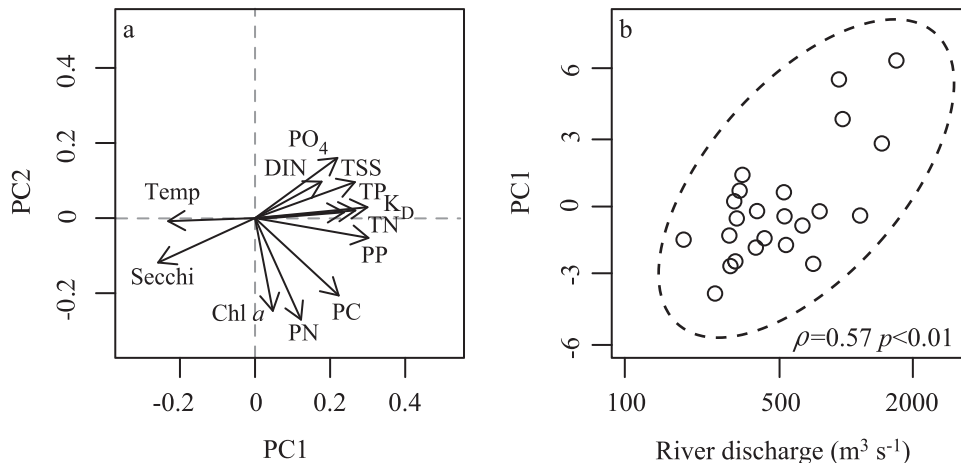 a
PC2
0.4
0.2
0
-0.2
PO4
DIN
TSS
Temp
TP
KD
TN
PP
Secchi
Chl a
PN
PC
-0.2
0
0.2
0.4
PC1
b
PC1
6
3
0
-3
-6
ρ=0.57 p<0.01
100
500
2000
River discharge (m³ s⁻¹)